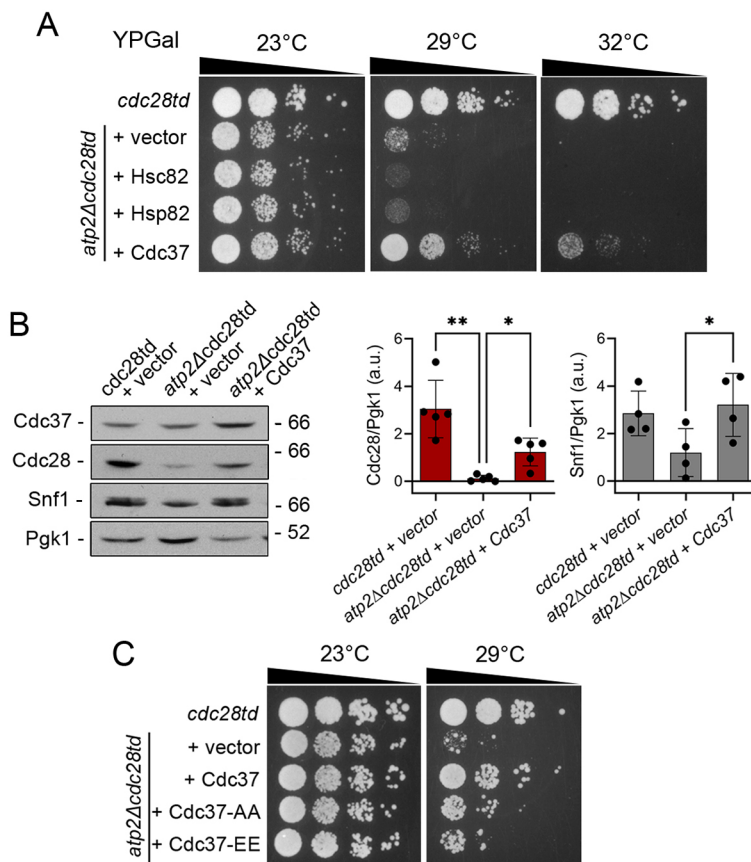 A
YPGal 23°C 29°C 32°C
cdc28td
+ vector
+ Hsc82
+ Hsp82
+ Cdc37
atp2Δcdc28td
B
cdc28td
+ vector
atp2Δcdc28td
+ vector
atp2Δcdc28td
+ Cdc37
Cdc37 - - 66
Cdc28 - - 66
Snf1 - - 66
Pgk1 - - 52
** *
6
4
2
0
Cdc28/Pgk1 (a.u.)
cdc28td + vector
atp2Δcdc28td + vector
atp2Δcdc28td + Cdc37
*
6
4
2
0
Snf1/Pgk1 (a.u.)
cdc28td + vector
atp2Δcdc28td + vector
atp2Δcdc28td + Cdc37
C
23°C 29°C
cdc28td
+ vector
+ Cdc37
+ Cdc37-AA
+ Cdc37-EE
atp2Δcdc28td